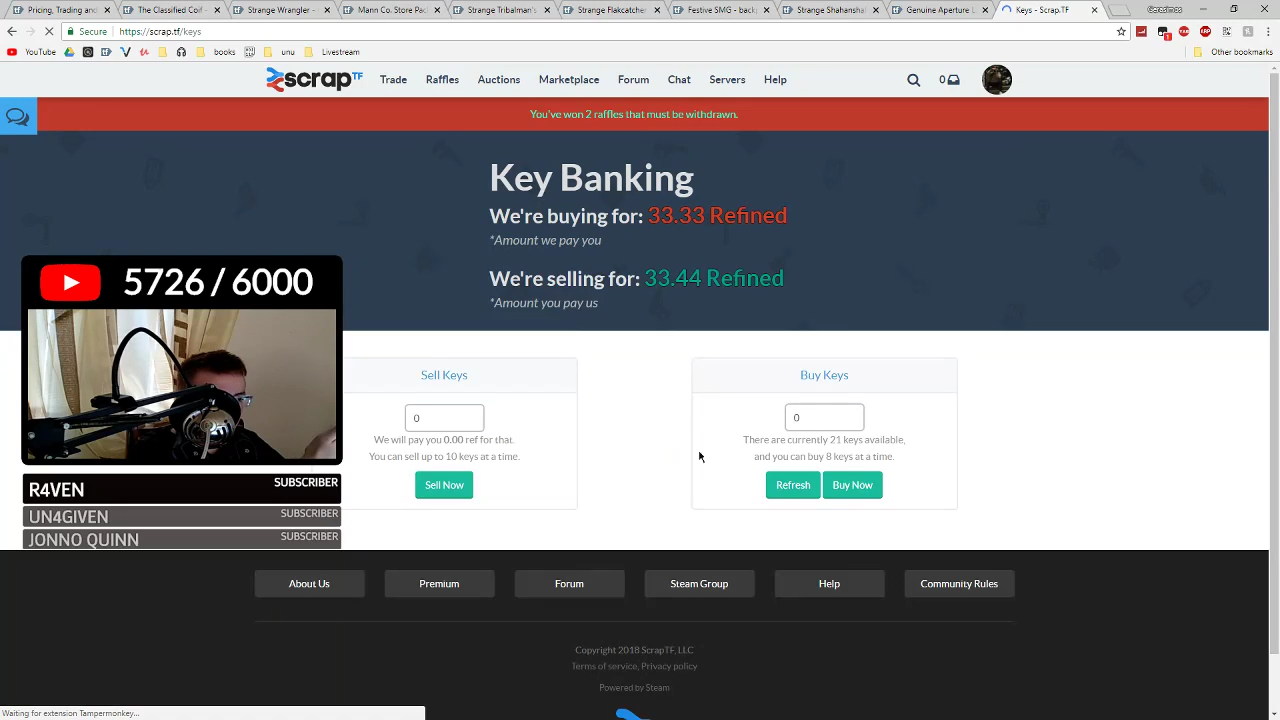 Pricing, Trading and
The Classified Coif -
Strange Wrangler -
Mann Co. Store Pac
Strange Tribalman's
Strange Flakcatcher
Festive SMG - backp
Strange Shahanshah
Genuine Aperture L
Keys - Scrap.TF
Secure
https://scrap.tf/keys
YouTube
books
unu
Livestream
Other bookmarks
scrap TF
Trade
Raffles
Auctions
Marketplace
Forum
Chat
Servers
Help
0
You've won 2 raffles that must be withdrawn.
Key Banking
We're buying for: 33.33 Refined
*Amount we pay you
We're selling for: 33.44 Refined
*Amount you pay us
5726 / 6000
R4VEN SUBSCRIBER
UN4GIVEN SUBSCRIBER
JONNO QUINN SUBSCRIBER
Sell Keys
0
We will pay you 0.00 ref for that.
You can sell up to 10 keys at a time.
Sell Now
Buy Keys
0
There are currently 21 keys available,
and you can buy 8 keys at a time.
Refresh
Buy Now
About Us
Premium
Forum
Steam Group
Help
Community Rules
Copyright 2018 ScrapTF, LLC
Terms of service, Privacy policy
Powered by Steam
Waiting for extension Tampermonkey...